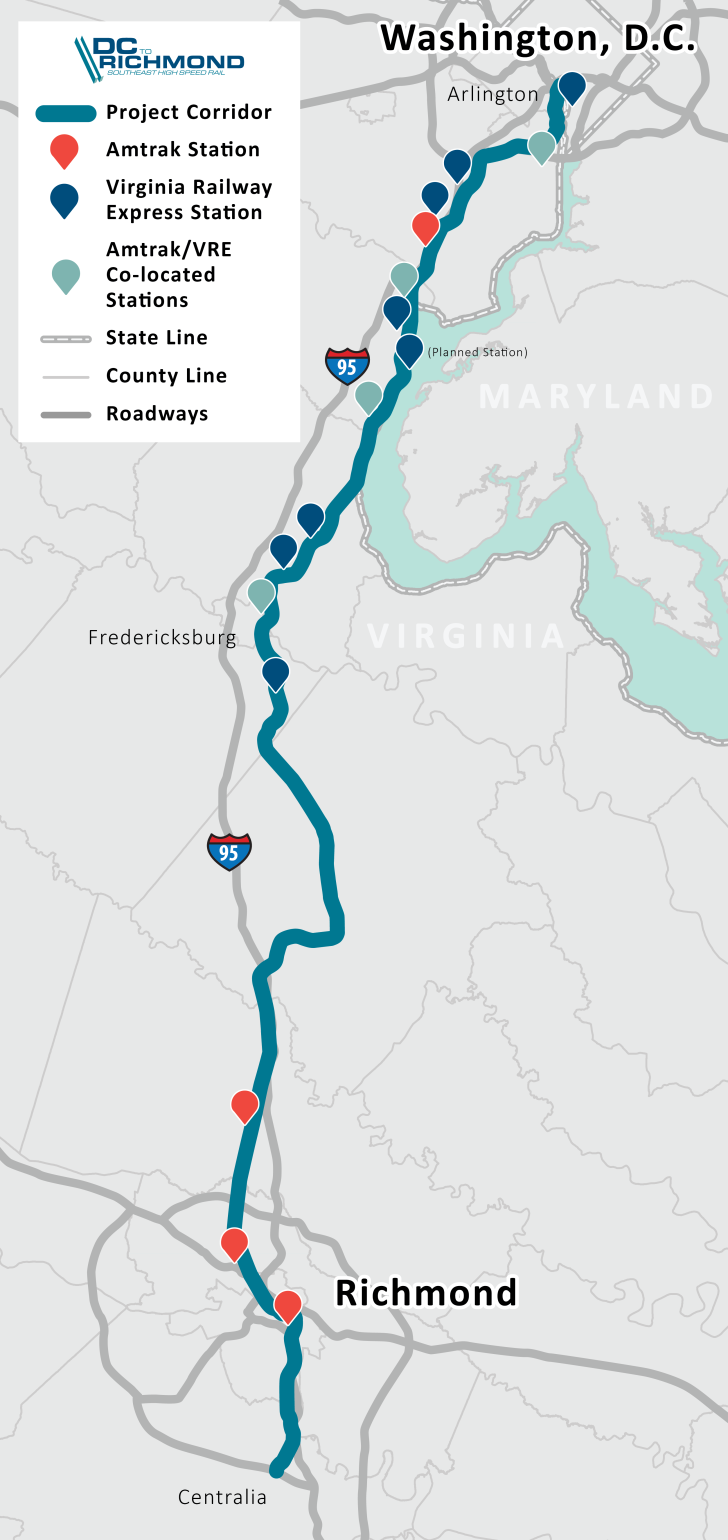 Washington, D.C.
DC TO
RICHMOND
SOUTHEAST HIGH SPEED RAIL
Project Corridor
Amtrak Station
Virginia Railway
Express Station
Amtrak/VRE
Co-located
Stations
State Line
County Line
Roadways
Arlington
(Planned Station)
95
MARYLAND
Fredericksburg
VIRGINIA
95
Richmond
Centralia